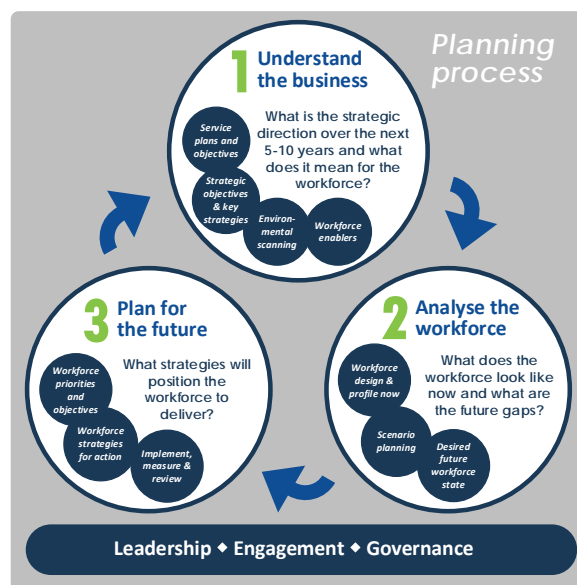 Planning
process
1 Understand
the business
What is the strategic
direction over the next
5-10 years and what
does it mean for the
workforce?
Service
plans and
objectives
Strategic
objectives
& key
strategies
Environ-
mental
scanning
Workforce
enablers
2 Analyse the
workforce
What does the
workforce look like
now and what are
the future gaps?
Workforce
design &
profile now
Scenario
planning
Desired
future
workforce
state
3 Plan for
the future
What strategies will
position the
workforce to
deliver?
Workforce
priorities
and
objectives
Workforce
strategies
for action
Implement,
measure &
review
Leadership ◆ Engagement ◆ Governance